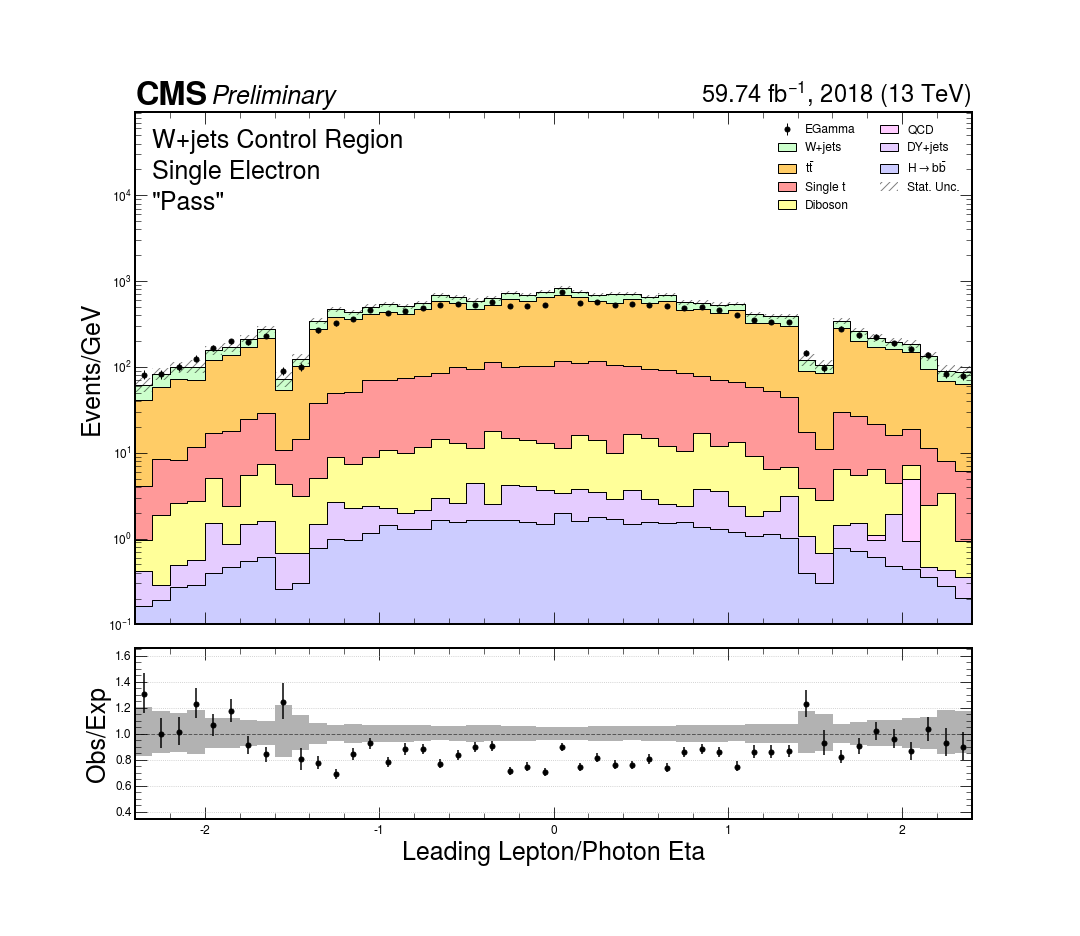 CMS Preliminary 59.74 fb⁻¹, 2018 (13 TeV)
W+jets Control Region
Single Electron
"Pass"
EGamma
W+jets
tt̄
Single t
Diboson
QCD
DY+jets
H→bb̄
Stat. Unc.
Events/GeV
10⁴
10³
10²
10¹
10⁰
10⁻¹
Obs/Exp
1.6
1.4
1.2
1.0
0.8
0.6
0.4
-2 -1 0 1 2
Leading Lepton/Photon Eta